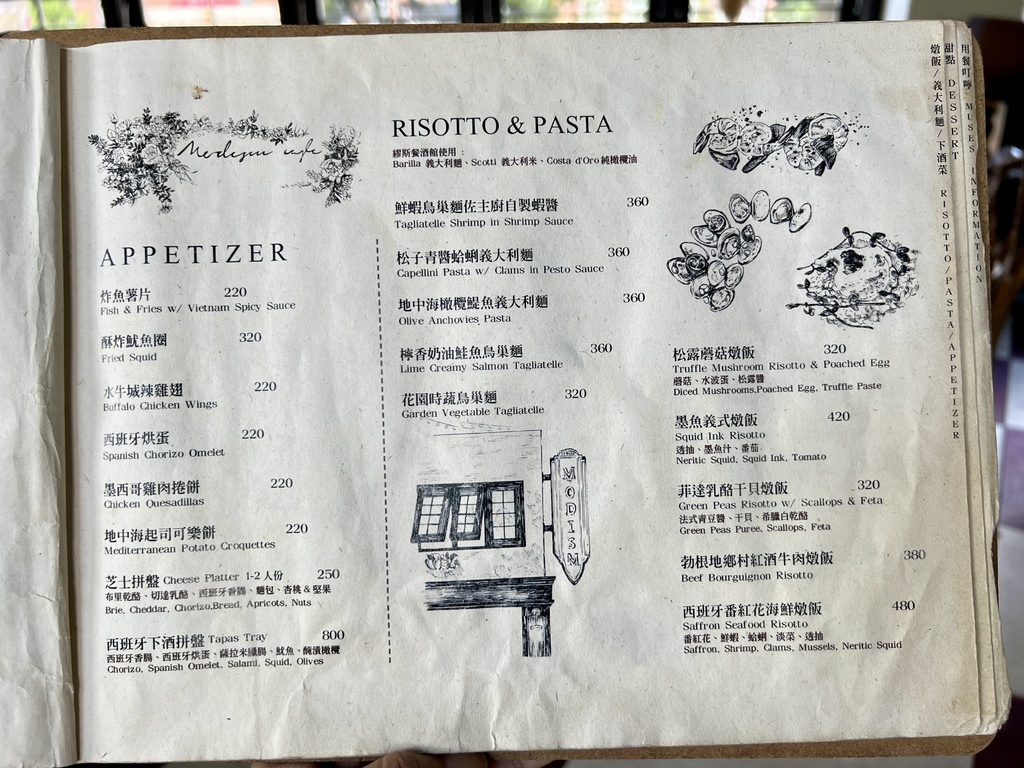 Modism cafe
APPETIZER
炸魚薯片 220
Fish & Fries w/ Vietnam Spicy Sauce
酥炸魷魚圈 320
Fried Squid
水牛城辣雞翅 220
Buffalo Chicken Wings
西班牙烘蛋 220
Spanish Chorizo Omelet
墨西哥雞肉捲餅 220
Chicken Quesadillas
地中海起司可樂餅 220
Mediterranean Potato Croquettes
芝士拼盤 Cheese Platter 1-2 人份 250
布里乾酪、切達乳酪、西班牙香腸、麵包、杏桃 & 堅果
Brie, Cheddar, Chorizo,Bread, Apricots, Nuts
西班牙下酒拼盤 Tapas Tray 800
西班牙香腸、西班牙烘蛋、薩拉米臘腸、魷魚、醃漬橄欖
Chorizo, Spanish Omelet, Salami, Squid, Olives
RISOTTO & PASTA
繆斯餐酒館使用：
Barilla 義大利麵、Scotti 義大利米、Costa d'Oro 純橄欖油
鮮蝦鳥巢麵佐主廚自製蝦醬 360
Tagliatelle Shrimp in Shrimp Sauce
松子青醬蛤蜊義大利麵 360
Capellini Pasta w/ Clams in Pesto Sauce
地中海橄欖鯷魚義大利麵 360
Olive Anchovies Pasta
檸香奶油鮭魚鳥巢麵 360
Lime Creamy Salmon Tagliatelle
花園時蔬鳥巢麵 320
Garden Vegetable Tagliatelle
MODISM
松露蘑菇燉飯 320
Truffle Mushroom Risotto & Poached Egg
蘑菇、水波蛋、松露醬
Diced Mushrooms,Poached Egg, Truffle Paste
墨魚義式燉飯 420
Squid Ink Risotto
透抽、墨魚汁、番茄
Neritic Squid, Squid Ink, Tomato
菲達乳酪干貝燉飯 320
Green Peas Risotto w/ Scallops & Feta
法式青豆醬、干貝、希臘白乾酪
Green Peas Puree, Scallops, Feta
勃根地鄉村紅酒牛肉燉飯 380
Beef Bourguignon Risotto
西班牙番紅花海鮮燉飯 480
Saffron Seafood Risotto
番紅花、鮮蝦、蛤蜊、淡菜、透抽
Saffron, Shrimp, Clams, Mussels, Neritic Squid
燉飯/義大利麵/下酒菜 RISOTTO/PASTA/APPETIZER
甜點 DESSERT
用餐叮嚀 MUSES INFORMATION